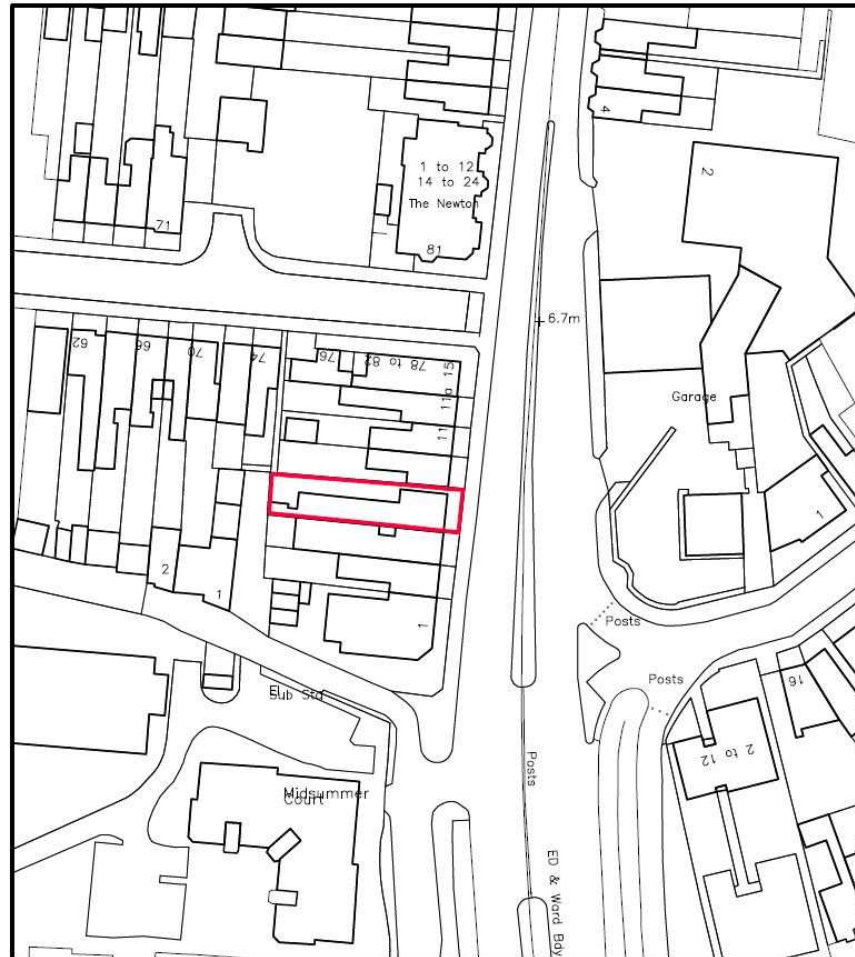 4
1 to 12
14 to 24
The Newton
81
2
71
6.7m
62
66
70
74
76
78 to 82
11
11a
15
Garage
1
2
1
1
Posts
Posts
16
El
Sub Sta
2 to 12
Posts
Midsummer
Court
ED & Ward Bdy